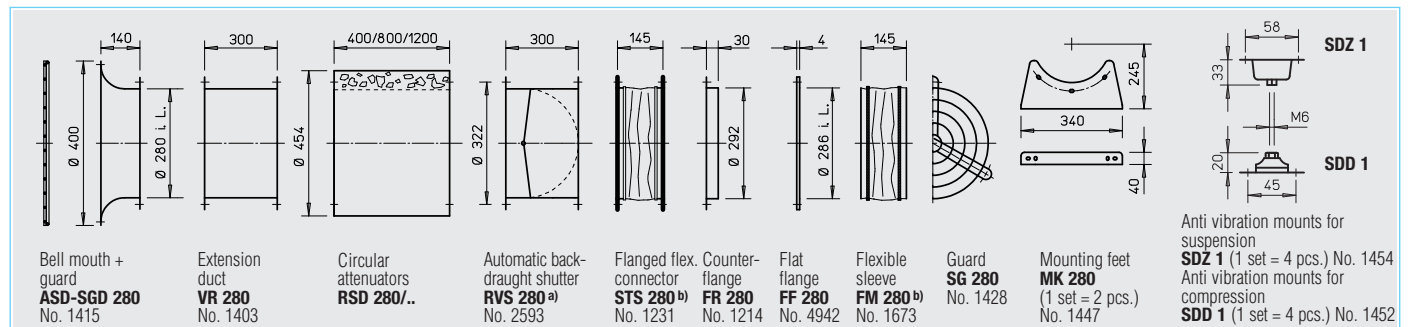 140
Ø 400
Ø 280 i. L.
300
400/800/1200
Ø 454
300
Ø 322
145
30
Ø 292
4
Ø 286 i. L.
145
245
340
40
58
SDZ 1
33
M6
20
SDD 1
45
Bell mouth +
guard
ASD-SGD 280
No. 1415
Extension
duct
VR 280
No. 1403
Circular
attenuators
RSD 280/..
Automatic back-
draught shutter
RVS 280 a)
No. 2593
Flanged flex.
connector
STS 280 b)
No. 1231
Counter-
flange
FR 280
No. 1214
Flat
flange
FF 280
No. 4942
Flexible
sleeve
FM 280 b)
No. 1673
Guard
SG 280
No. 1428
Mounting feet
MK 280
(1 set = 2 pcs.)
No. 1447
Anti vibration mounts for
suspension
SDZ 1 (1 set = 4 pcs.) No. 1454
Anti vibration mounts for
compression
SDD 1 (1 set = 4 pcs.) No. 1452